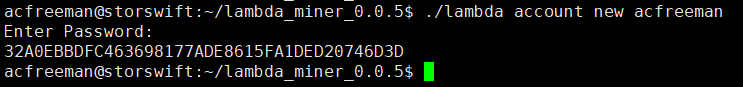 acfreeman@storswift:~/lambda_miner_0.0.5$ ./lambda account new acfreeman
Enter Password:
32A0EBBDFC463698177ADE8615FA1DED20746D3D
acfreeman@storswift:~/lambda_miner_0.0.5$